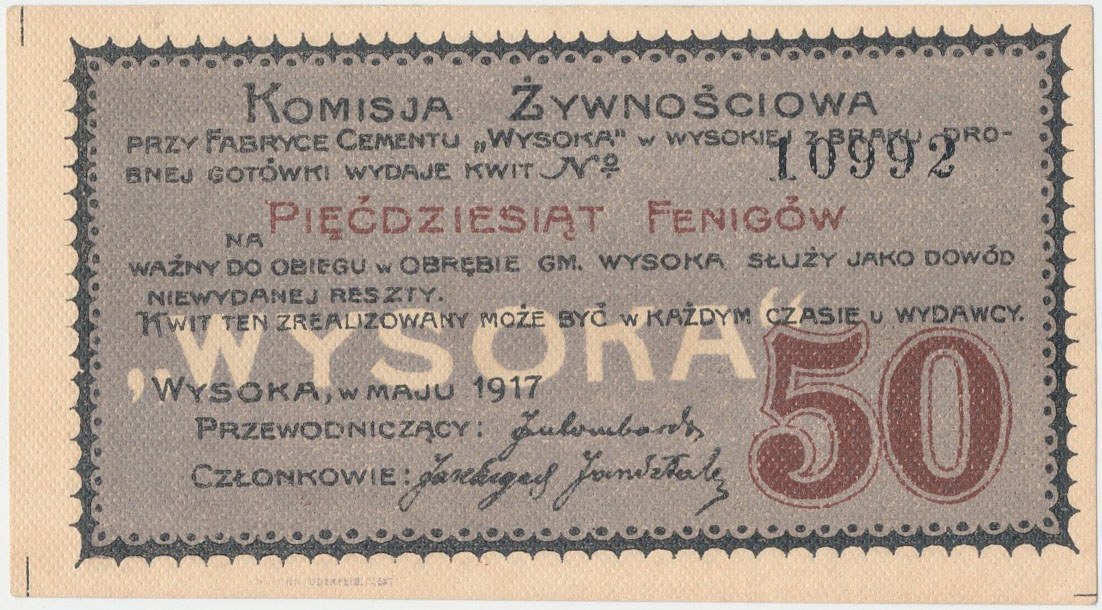 KOMISJA ŻYWNOŚCIOWA
PRZY FABRYCE CEMENTU „WYSOKA" W WYSOKIEJ Z BRAKU DRO-
BNEJ GOTÓWKI WYDAJE KWIT No 10992
NA PIĘĆDZIESIĄT FENIGÓW
WAŻNY DO OBIEGU W OBRĘBIE GM. WYSOKA SŁUŻY JAKO DOWÓD
NIEWYDANEJ RESZTY.
KWIT TEN ZREALIZOWANY MOŻE BYĆ W KAŻDYM CZASIE U WYDAWCY.
„WYSOKA"
50
WYSOKA, W MAJU 1917
PRZEWODNICZĄCY:
CZŁONKOWIE: